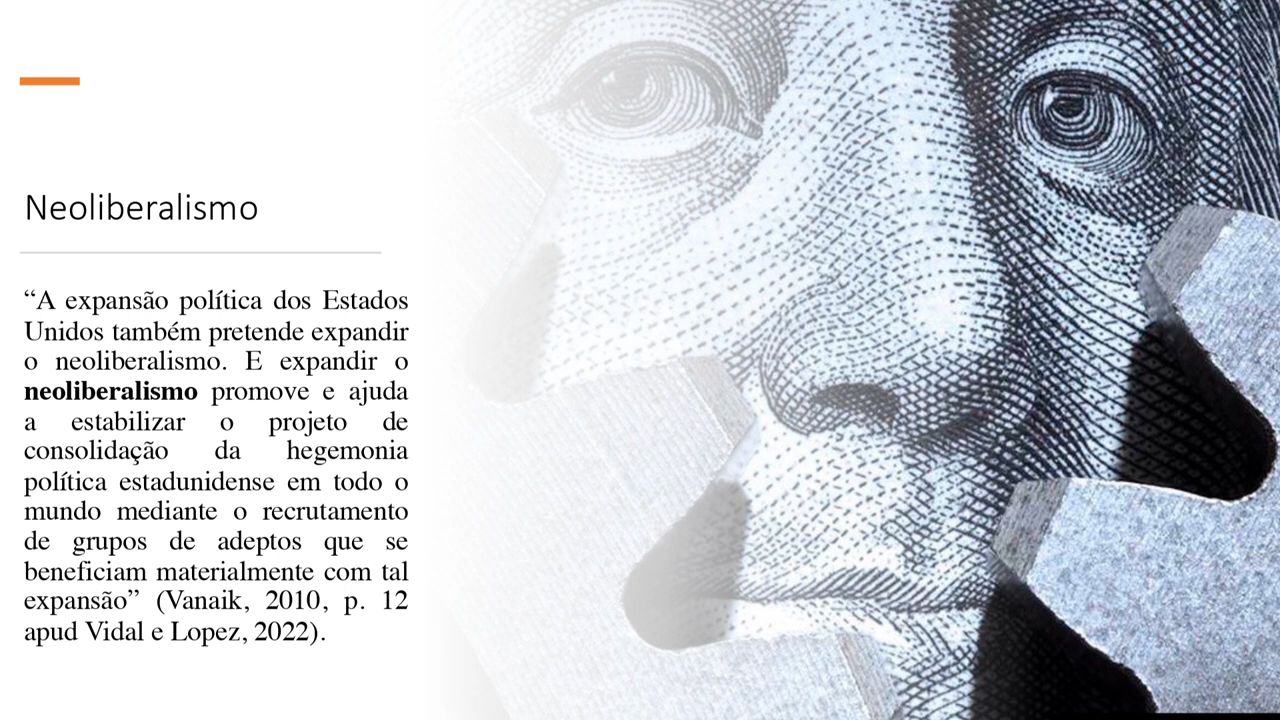 Neoliberalismo
“A expansão política dos Estados
Unidos também pretende expandir
o neoliberalismo. E expandir o
neoliberalismo promove e ajuda
a estabilizar o projeto de
consolidação da hegemonia
política estadunidense em todo o
mundo mediante o recrutamento
de grupos de adeptos que se
beneficiam materialmente com tal
expansão” (Vanaik, 2010, p. 12
apud Vidal e Lopez, 2022).